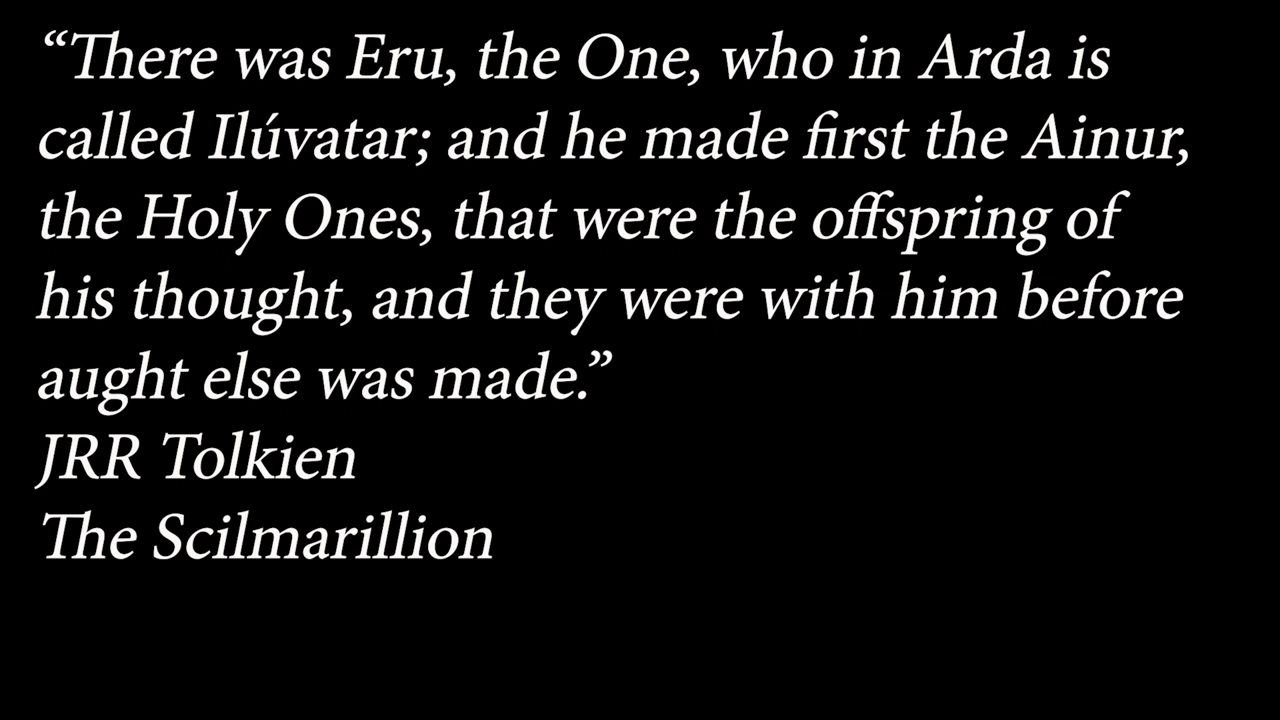 “There was Eru, the One, who in Arda is
called Ilúvatar; and he made first the Ainur,
the Holy Ones, that were the offspring of
his thought, and they were with him before
aught else was made.”
JRR Tolkien
The Scilmarillion